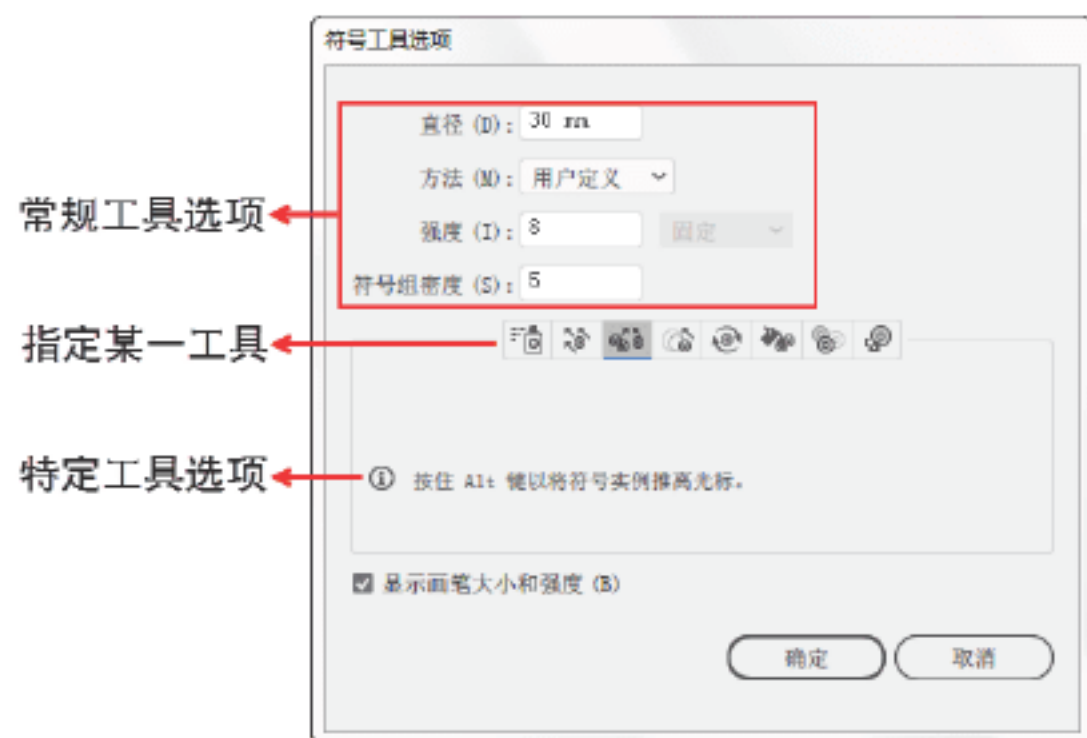 符号工具选项
直径 (D): 30 mm
方法 (M): 用户定义
常规工具选项
强度 (I): 8 固定
符号组密度 (S): 5
指定某一工具
特定工具选项
按住 Alt 键以将符号实例推离光标。
显示画笔大小和强度 (B)
确定 取消